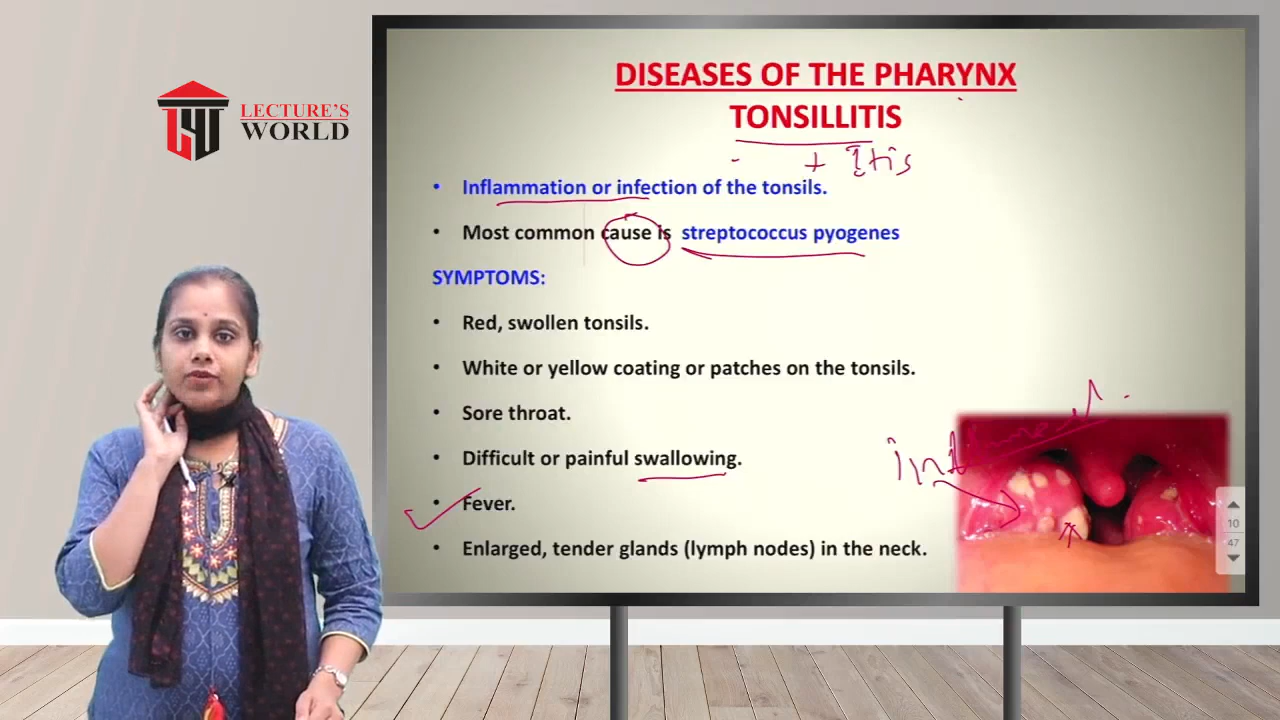 LECTURE'S
WORLD
DISEASES OF THE PHARYNX
TONSILLITIS
+ Itis
• Inflammation or infection of the tonsils.
• Most common cause is streptococcus pyogenes
SYMPTOMS:
• Red, swollen tonsils.
• White or yellow coating or patches on the tonsils.
• Sore throat.
• Difficult or painful swallowing.
• Fever.
• Enlarged, tender glands (lymph nodes) in the neck.
inflamed
10
47